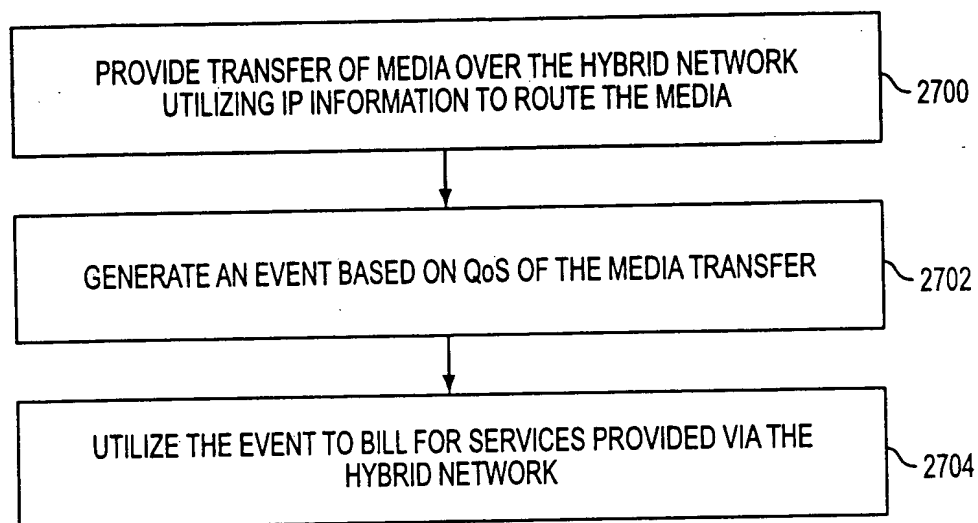 PROVIDE TRANSFER OF MEDIA OVER THE HYBRID NETWORK
UTILIZING IP INFORMATION TO ROUTE THE MEDIA
2700
GENERATE AN EVENT BASED ON QoS OF THE MEDIA TRANSFER
2702
UTILIZE THE EVENT TO BILL FOR SERVICES PROVIDED VIA THE
HYBRID NETWORK
2704